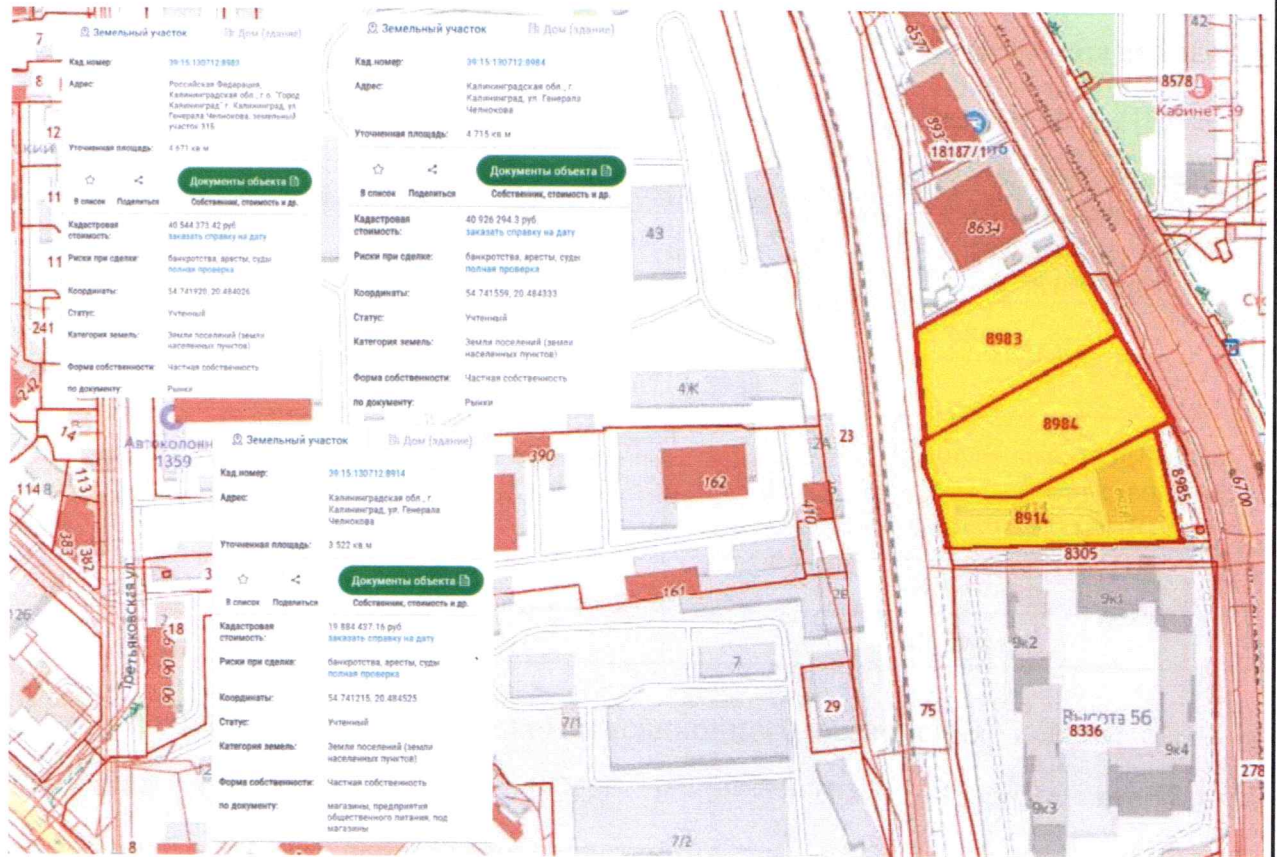 Земельный участок
Дом (здание)
Кад.номер:
39:15:130712:8983
Адрес:
Российская Федерация,
Калининградская обл., г.о. "Город
Калининград" г. Калининград, ул
Генерала Челнокова, земельный
участок 31Б
Уточненная площадь:
4 671 кв.м
В список
Поделиться
Документы объекта
Собственник, стоимость и др.
Кадастровая
стоимость:
40 544 373.42 руб
заказать справку на дату
Риски при сделке:
банкротства, аресты, суды
полная проверка
Координаты:
54.741920, 20.484026
Статус:
Учтенный
Категория земель:
Земли поселений (земли
населенных пунктов)
Форма собственности:
Частная собственность
по документу:
Рынки
Земельный участок
Дом (здание)
Кад.номер:
39:15:130712:8984
Адрес:
Калининградская обл., г.
Калининград, ул. Генерала
Челнокова
Уточненная площадь:
4 715 кв.м
В список
Поделиться
Документы объекта
Собственник, стоимость и др.
Кадастровая
стоимость:
40 926 294.3 руб
заказать справку на дату
Риски при сделке:
банкротства, аресты, суды
полная проверка
Координаты:
54.741559, 20.484333
Статус:
Учтенный
Категория земель:
Земли поселений (земли
населенных пунктов)
Форма собственности:
Частная собственность
по документу:
Рынки
Земельный участок
Дом (здание)
Кад.номер:
39:15:130712:8914
Адрес:
Калининградская обл., г.
Калининград, ул. Генерала
Челнокова
Уточненная площадь:
3 522 кв.м
В список
Поделиться
Документы объекта
Собственник, стоимость и др.
Кадастровая
стоимость:
19 884 437.16 руб
заказать справку на дату
Риски при сделке:
банкротства, аресты, суды
полная проверка
Координаты:
54.741215, 20.484525
Статус:
Учтенный
Категория земель:
Земли поселений (земли
населенных пунктов)
Форма собственности:
Частная собственность
по документу:
магазины, предприятия
общественного питания, под
магазины
7
8
12
11
11
241
242
14
114
113
383
382
Автоколонн
1359
Третьяковская ул.
18
8
43
4Ж
2А
23
390
162
410
161
2В
7
7/1
7/2
29
75
8577
18187/1
8634
8983
8984
8914
8985
8305
6700
9к1
9к2
9к3
9к4
Высота 56
8336
278
42
8578
Кабинет 39